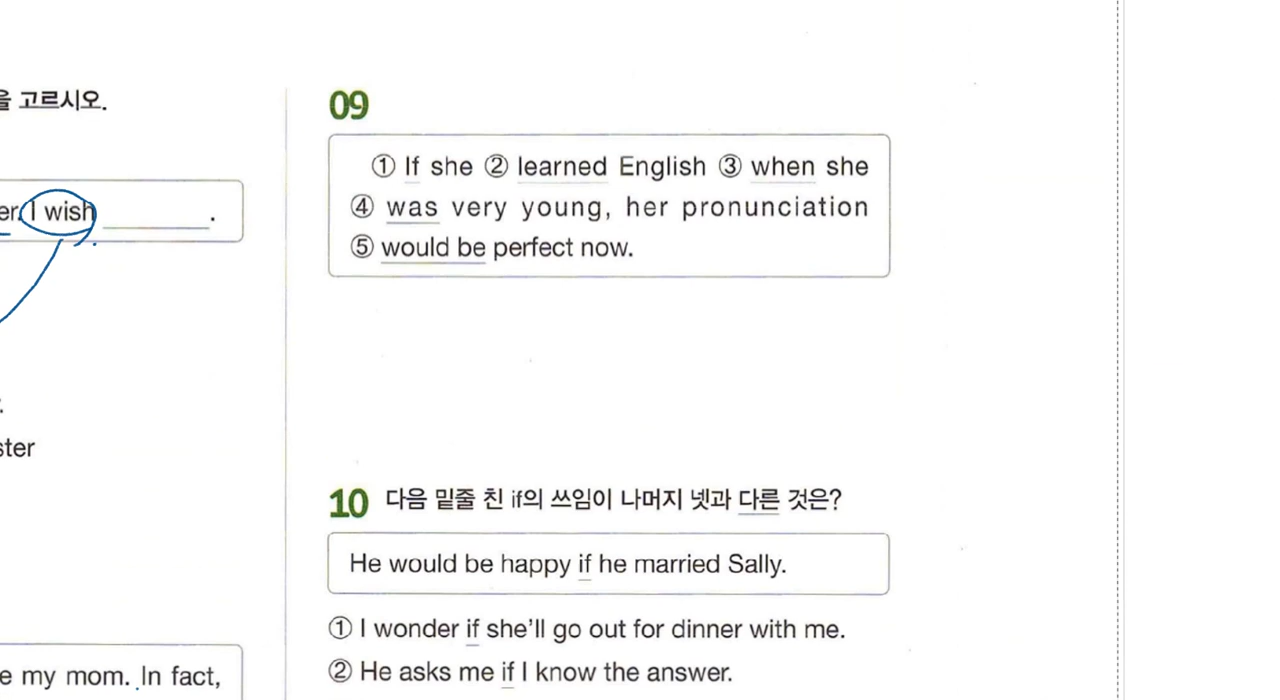 을 고르시오.
er. I wish ________.
ster
e my mom. In fact,
09
① If she ② learned English ③ when she
④ was very young, her pronunciation
⑤ would be perfect now.
10 다음 밑줄 친 if의 쓰임이 나머지 넷과 다른 것은?
He would be happy if he married Sally.
① I wonder if she'll go out for dinner with me.
② He asks me if I know the answer.